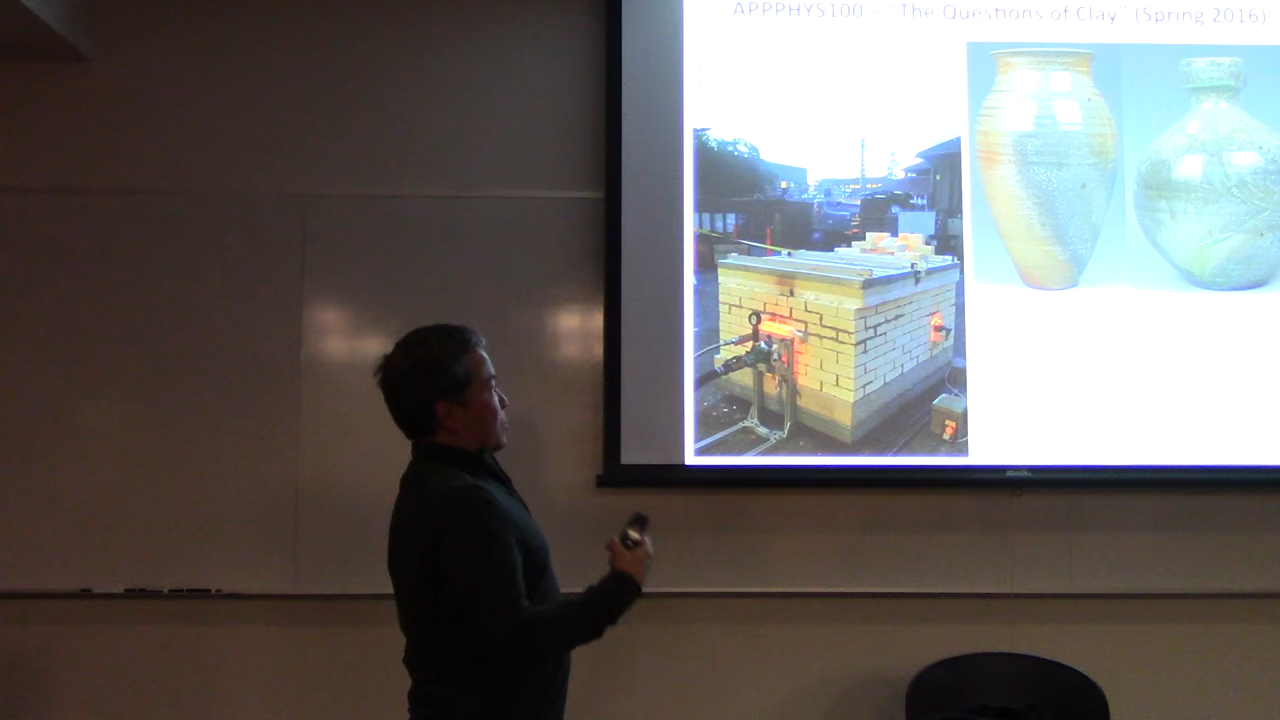 APPPHYS100 – "The Questions of Clay" (Spring 2016)